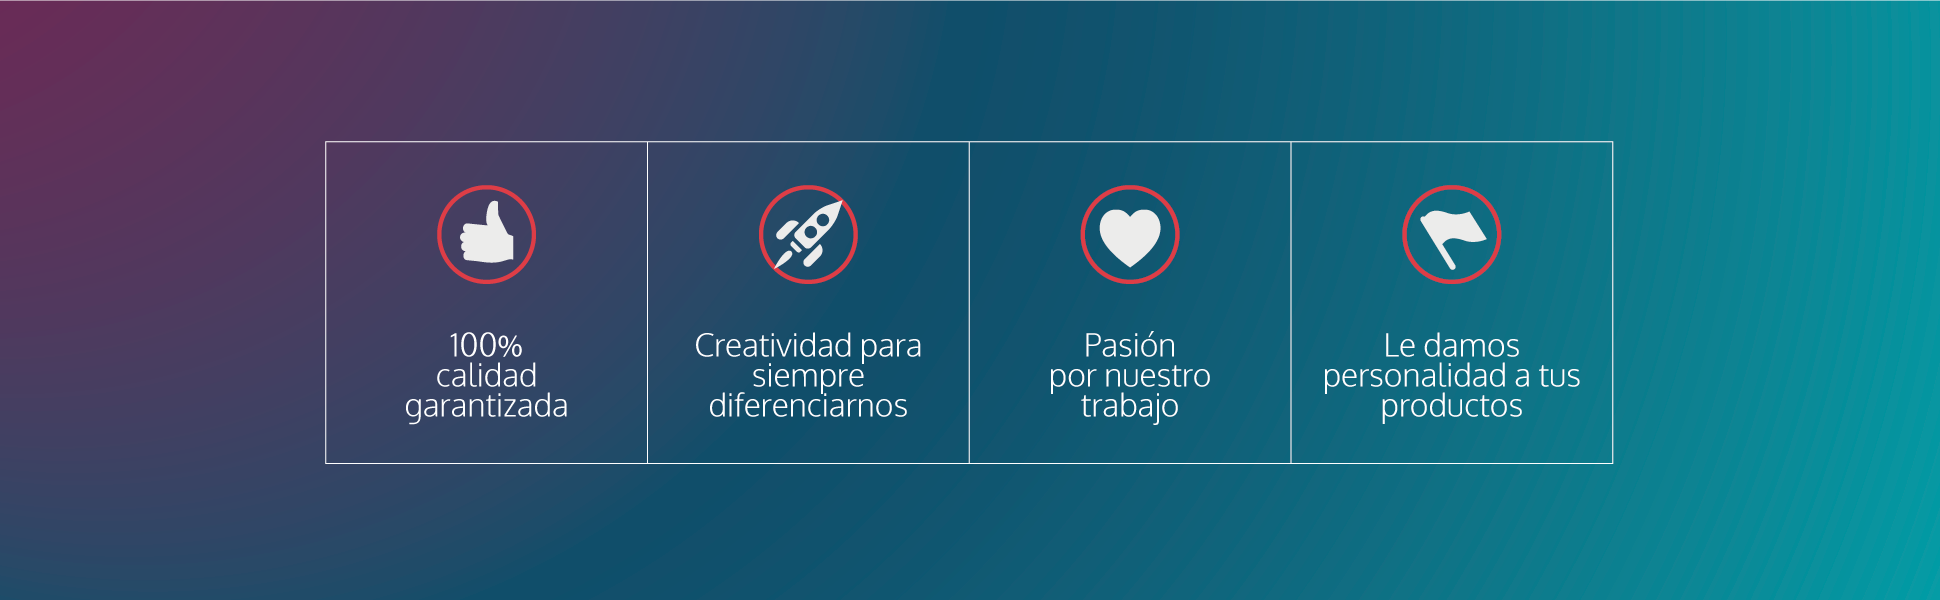 100%
calidad
garantizada
Creatividad para
siempre
diferenciarnos
Pasión
por nuestro
trabajo
Le damos
personalidad a tus
productos